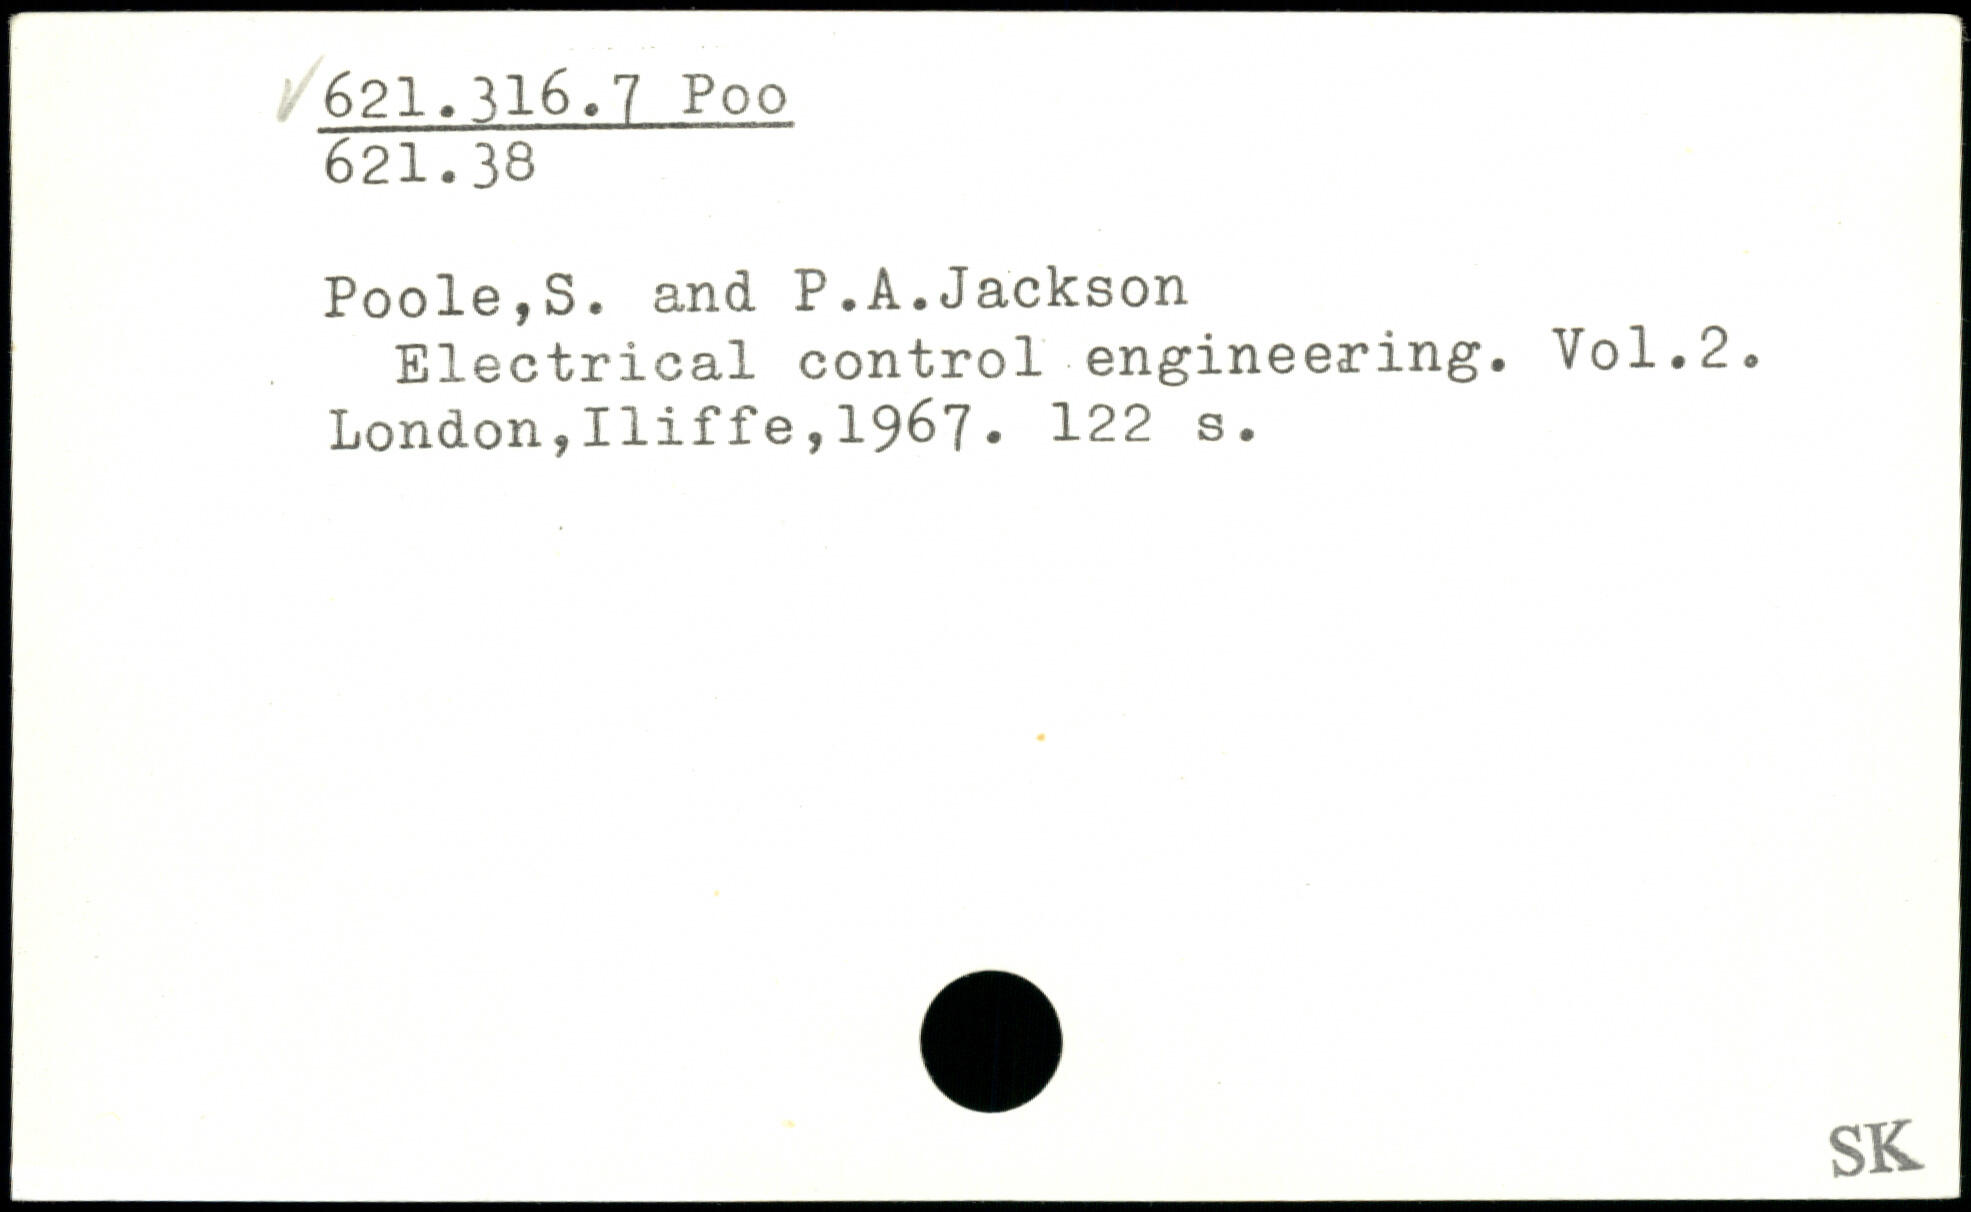 621.316.7 Poo
621.38
Poole,S. and P.A.Jackson
Electrical control engineering. Vol.2.
London,Iliffe,1967. 122 s.
SK